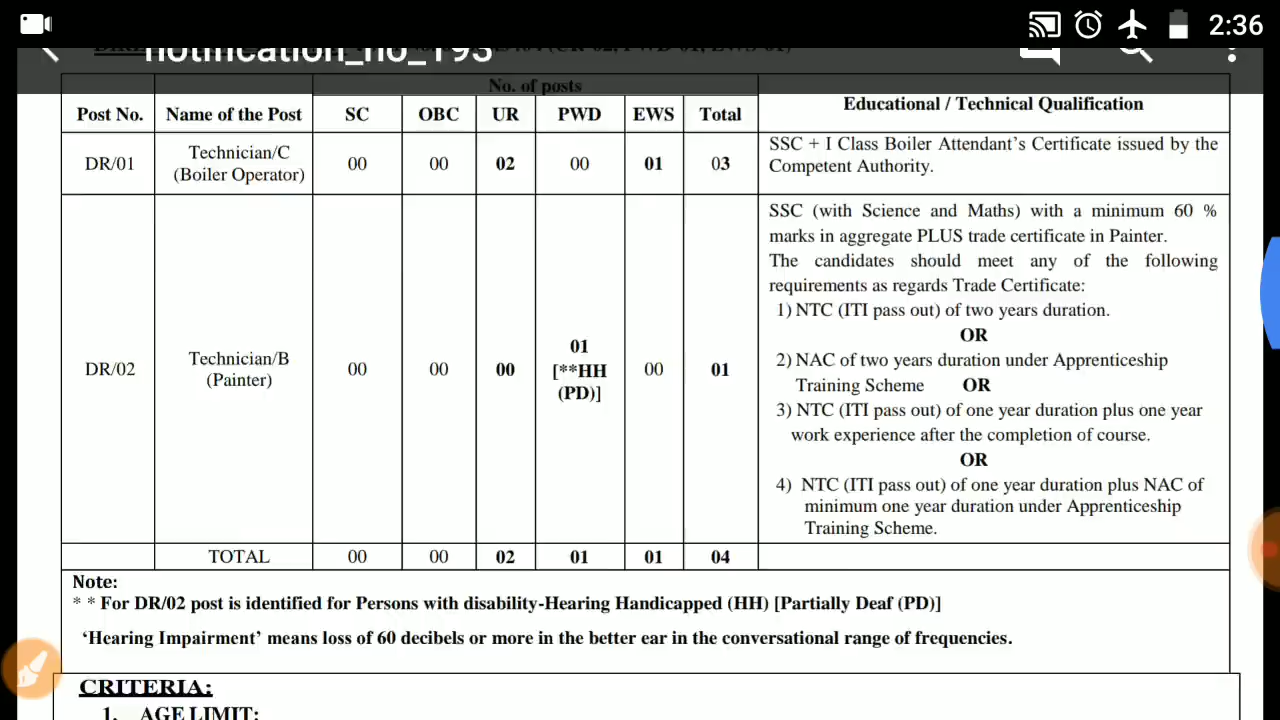 2:36
notification_no_193
No. of posts
Post No. Name of the Post SC OBC UR PWD EWS Total Educational / Technical Qualification
DR/01 Technician/C (Boiler Operator) 00 00 02 00 01 03 SSC + I Class Boiler Attendant's Certificate issued by the
Competent Authority.
DR/02 Technician/B (Painter) 00 00 00 01 [**HH (PD)] 00 01 SSC (with Science and Maths) with a minimum 60 %
marks in aggregate PLUS trade certificate in Painter.
The candidates should meet any of the following
requirements as regards Trade Certificate:
1) NTC (ITI pass out) of two years duration.
OR
2) NAC of two years duration under Apprenticeship
Training Scheme OR
3) NTC (ITI pass out) of one year duration plus one year
work experience after the completion of course.
OR
4) NTC (ITI pass out) of one year duration plus NAC of
minimum one year duration under Apprenticeship
Training Scheme.
TOTAL 00 00 02 01 01 04
Note:
* * For DR/02 post is identified for Persons with disability-Hearing Handicapped (HH) [Partially Deaf (PD)]
‘Hearing Impairment’ means loss of 60 decibels or more in the better ear in the conversational range of frequencies.
CRITERIA:
1. AGE LIMIT: